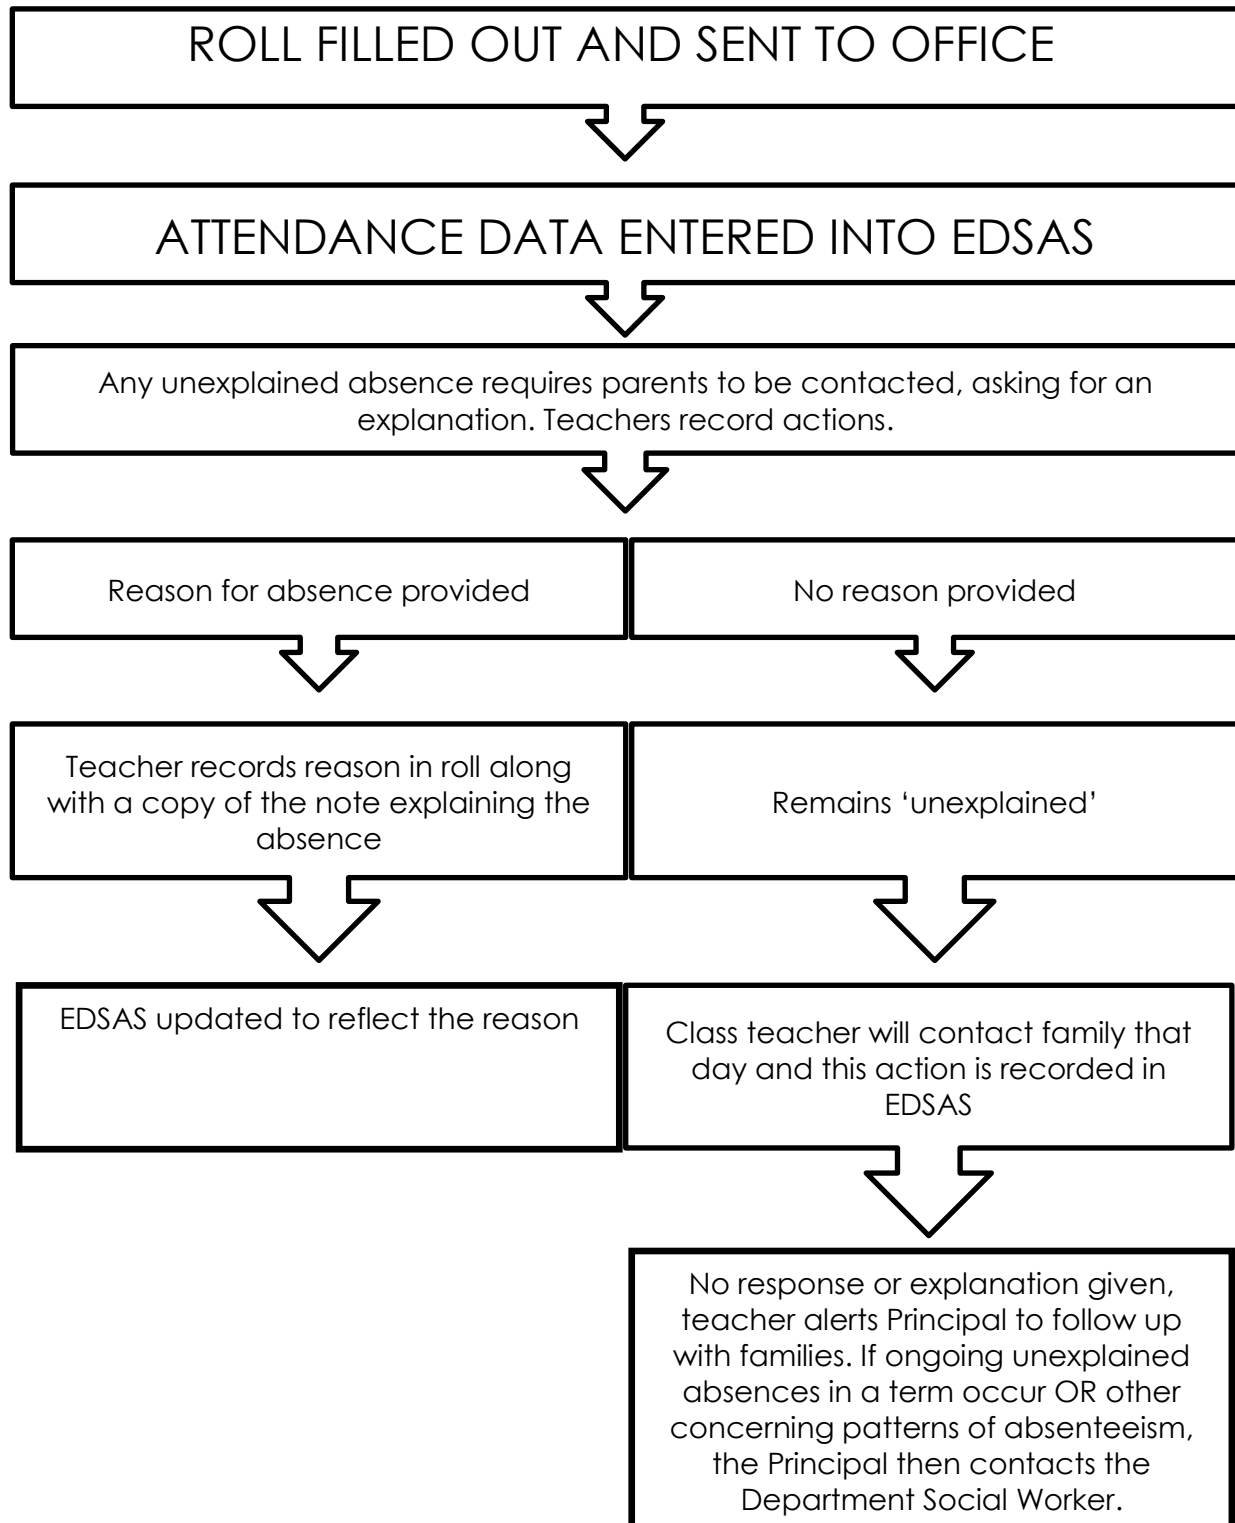 ROLL FILLED OUT AND SENT TO OFFICE
ATTENDANCE DATA ENTERED INTO EDSAS
Any unexplained absence requires parents to be contacted, asking for an
explanation. Teachers record actions.
Reason for absence provided
No reason provided
Teacher records reason in roll along
with a copy of the note explaining the
absence
Remains ‘unexplained’
EDSAS updated to reflect the reason
Class teacher will contact family that
day and this action is recorded in
EDSAS
No response or explanation given,
teacher alerts Principal to follow up
with families. If ongoing unexplained
absences in a term occur OR other
concerning patterns of absenteeism,
the Principal then contacts the
Department Social Worker.